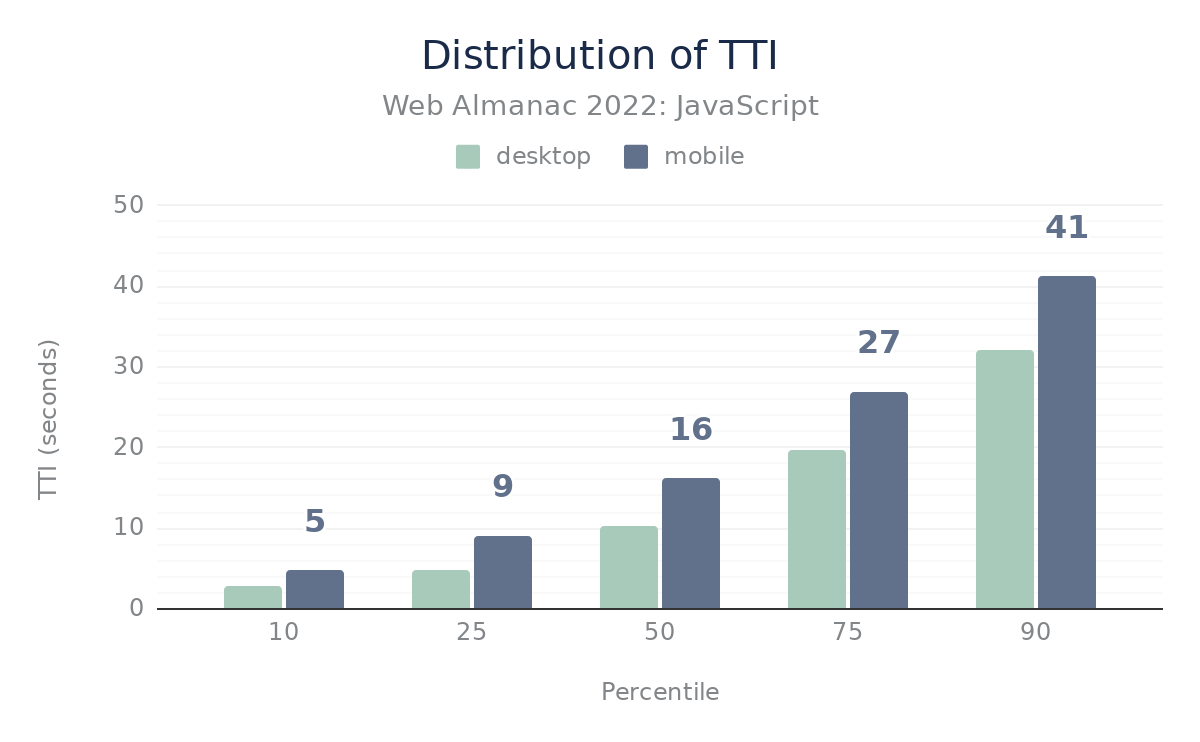 Distribution of TTI
Web Almanac 2022: JavaScript
desktop mobile
50
41
40
30
27
TTI (seconds)
20
16
10
9
5
0
10 25 50 75 90
Percentile